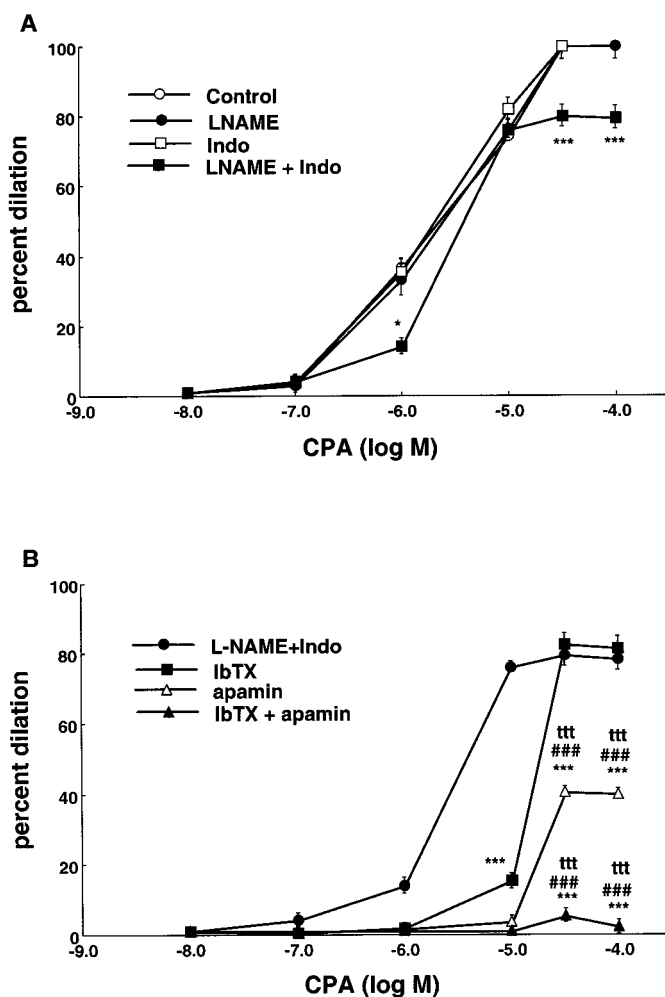 A
100
80
60
40
20
0
percent dilation
Control
LNAME
Indo
LNAME + Indo
*
***
***
-9.0 -8.0 -7.0 -6.0 -5.0 -4.0
CPA (log M)
B
100
80
60
40
20
0
percent dilation
L-NAME+Indo
IbTX
apamin
IbTX + apamin
ttt ttt
### ###
*** ***
***
ttt ttt
### ###
*** ***
-9.0 -8.0 -7.0 -6.0 -5.0 -4.0
CPA (log M)